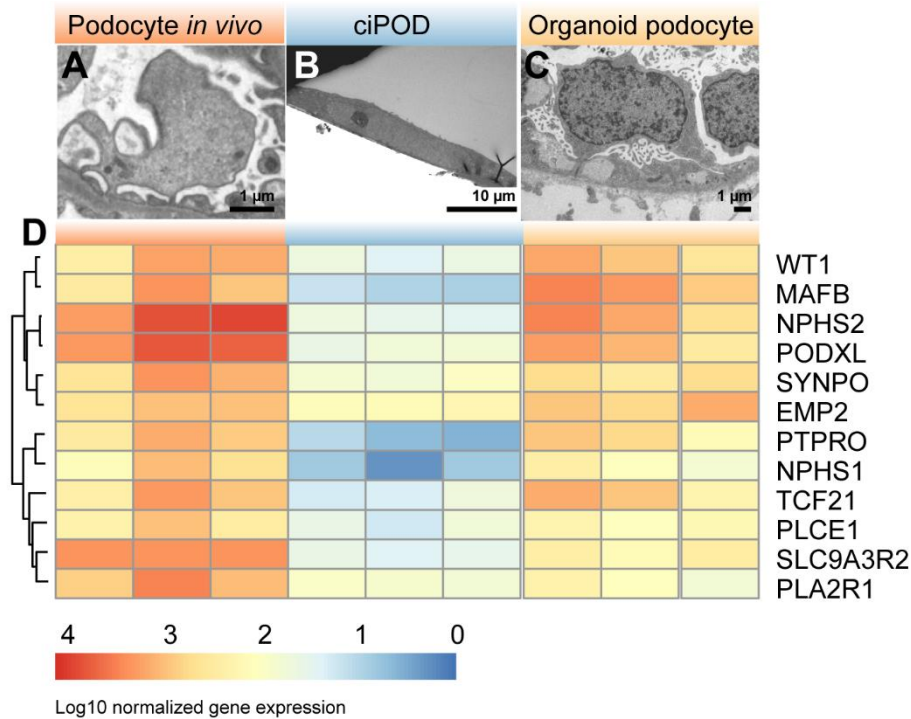 Podocyte in vivo
ciPOD
Organoid podocyte
A
B
C
1 µm
10 µm
1 µm
D
WT1
MAFB
NPHS2
PODXL
SYNPO
EMP2
PTPRO
NPHS1
TCF21
PLCE1
SLC9A3R2
PLA2R1
4 3 2 1 0
Log10 normalized gene expression